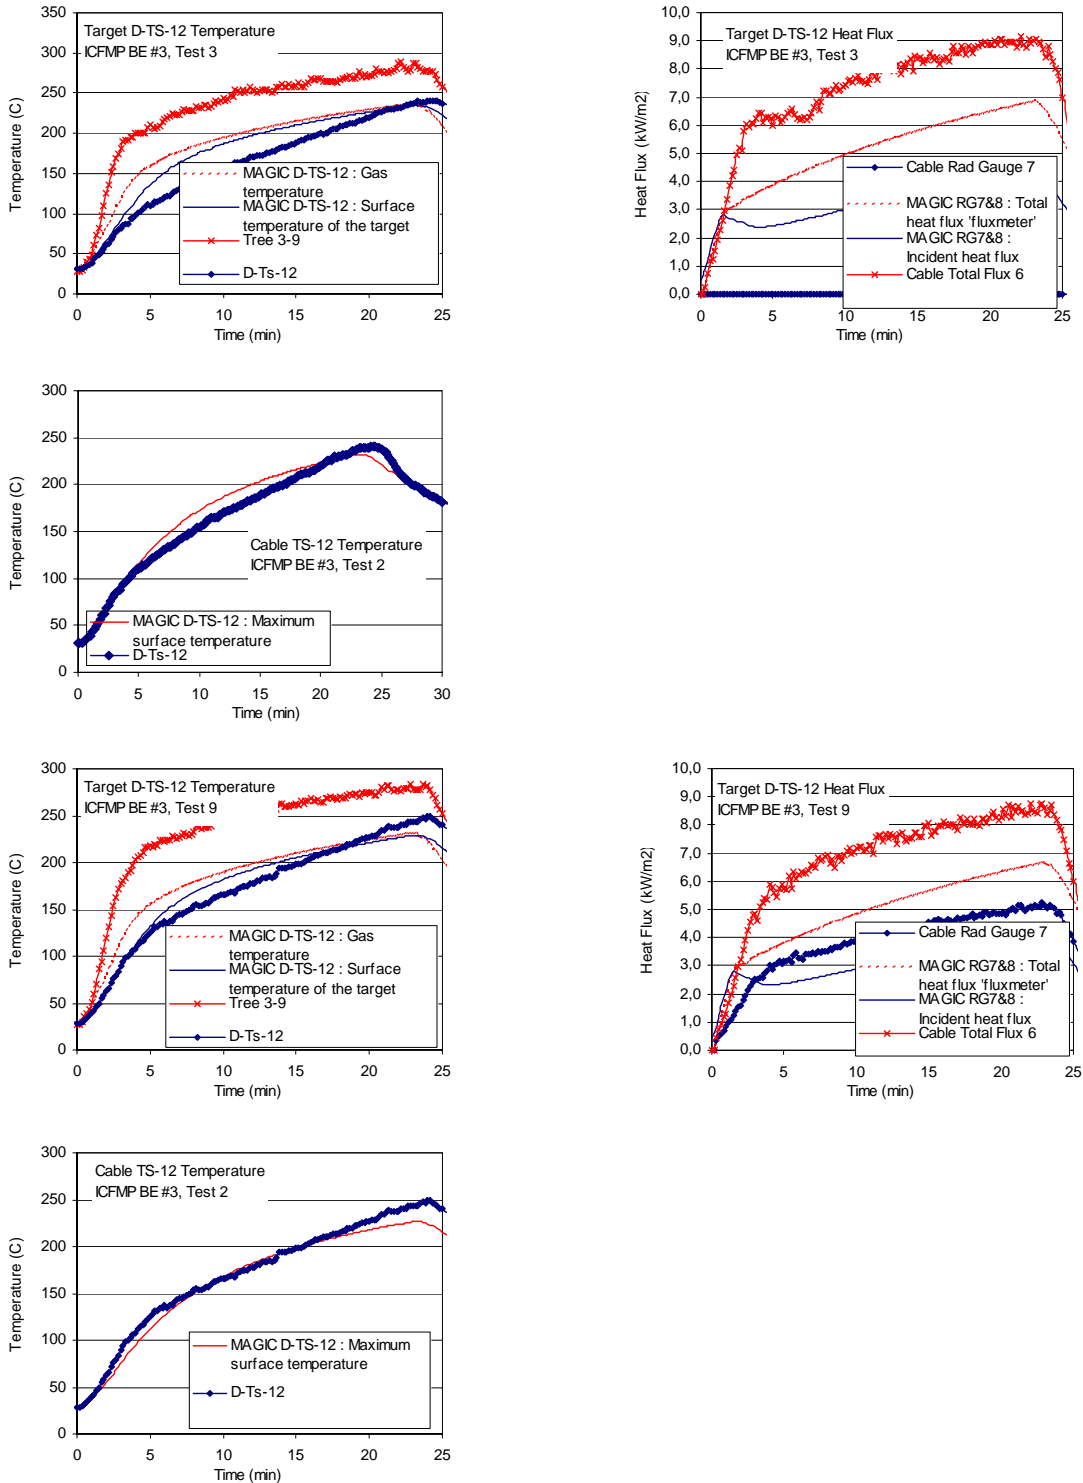 350
300
250
200
150
100
50
0
Temperature (C)
Target D-TS-12 Temperature
ICFMP BE #3, Test 3
MAGIC D-TS-12 : Gas
temperature
MAGIC D-TS-12 : Surface
temperature of the target
Tree 3-9
D-Ts-12
0 5 10 15 20 25
Time (min)
10,0
9,0
8,0
7,0
6,0
5,0
4,0
3,0
2,0
1,0
0,0
Heat Flux (kW/m2)
Target D-TS-12 Heat Flux
ICFMP BE #3, Test 3
Cable Rad Gauge 7
MAGIC RG7&8 : Total
heat flux 'fluxmeter'
MAGIC RG7&8 :
Incident heat flux
Cable Total Flux 6
0 5 10 15 20 25
Time (min)
300
250
200
150
100
50
0
Temperature (C)
Cable TS-12 Temperature
ICFMP BE #3, Test 2
MAGIC D-TS-12 : Maximum
surface temperature
D-Ts-12
0 5 10 15 20 25 30
Time (min)
300
250
200
150
100
50
0
Temperature (C)
Target D-TS-12 Temperature
ICFMP BE #3, Test 9
MAGIC D-TS-12 : Gas
temperature
MAGIC D-TS-12 : Surface
temperature of the target
Tree 3-9
D-Ts-12
0 5 10 15 20 25
Time (min)
10,0
9,0
8,0
7,0
6,0
5,0
4,0
3,0
2,0
1,0
0,0
Heat Flux (kW/m2)
Target D-TS-12 Heat Flux
ICFMP BE #3, Test 9
Cable Rad Gauge 7
MAGIC RG7&8 : Total
heat flux 'fluxmeter'
MAGIC RG7&8 :
Incident heat flux
Cable Total Flux 6
0 5 10 15 20 25
Time (min)
300
250
200
150
100
50
0
Temperature (C)
Cable TS-12 Temperature
ICFMP BE #3, Test 2
MAGIC D-TS-12 : Maximum
surface temperature
D-Ts-12
0 5 10 15 20 25
Time (min)